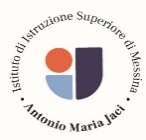 Istituto di Istruzione Superiore di Messina
• Antonio Maria Jaci •